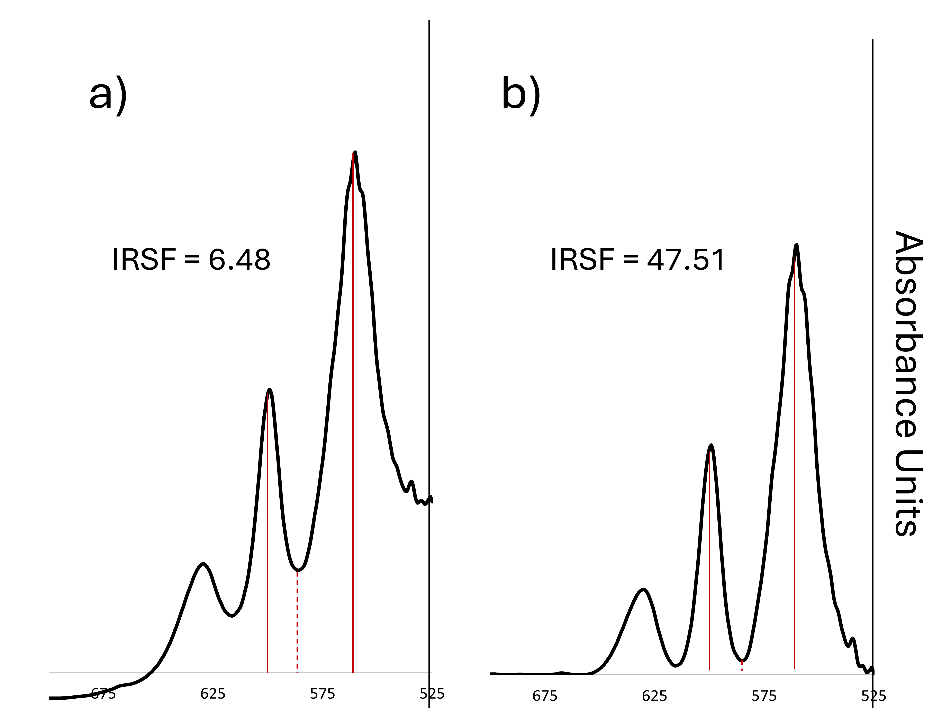 a)
IRSF = 6.48
675 625 575 525
b)
IRSF = 47.51
675 625 575 525
Absorbance Units